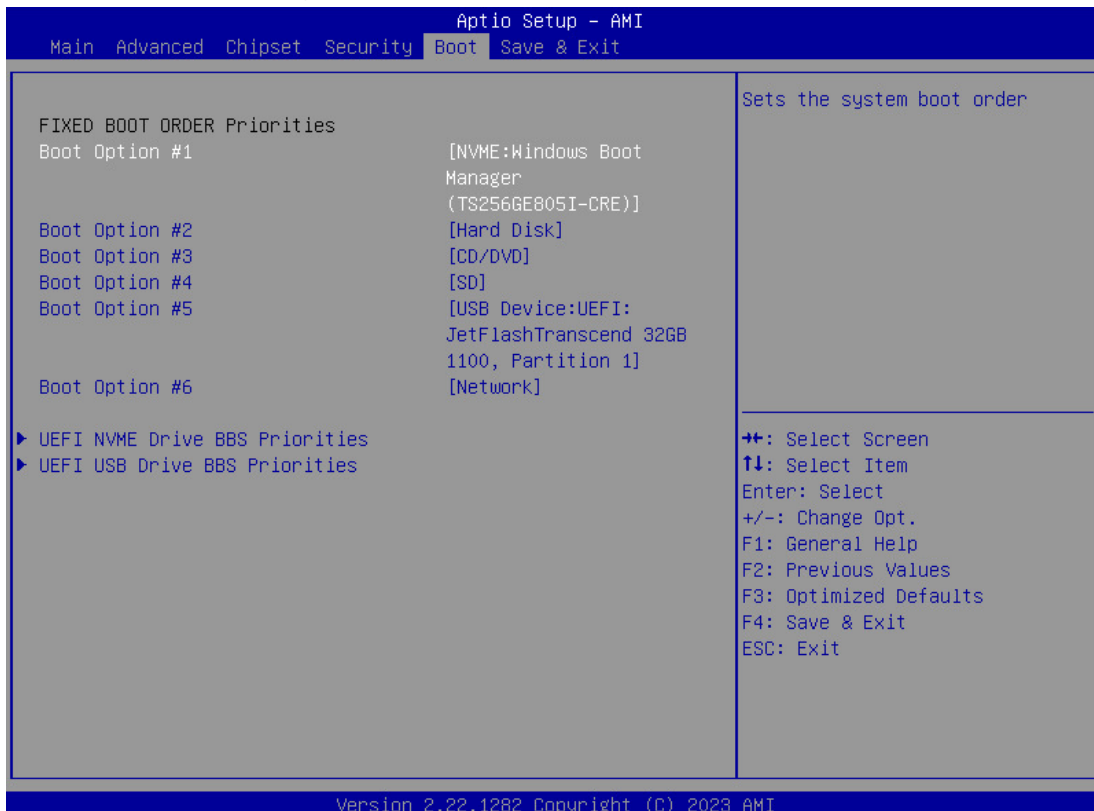 Aptio Setup - AMI
Main Advanced Chipset Security Boot Save & Exit
FIXED BOOT ORDER Priorities
Boot Option #1 [NVME:Windows Boot
Manager
(TS256GE805I-CRE)]
Boot Option #2 [Hard Disk]
Boot Option #3 [CD/DVD]
Boot Option #4 [SD]
Boot Option #5 [USB Device:UEFI:
JetFlashTranscend 32GB
1100, Partition 1]
Boot Option #6 [Network]
UEFI NVME Drive BBS Priorities
UEFI USB Drive BBS Priorities
Sets the system boot order
→←: Select Screen
↑↓: Select Item
Enter: Select
+/-: Change Opt.
F1: General Help
F2: Previous Values
F3: Optimized Defaults
F4: Save & Exit
ESC: Exit
Version 2.22.1282 Copyright (C) 2023 AMI